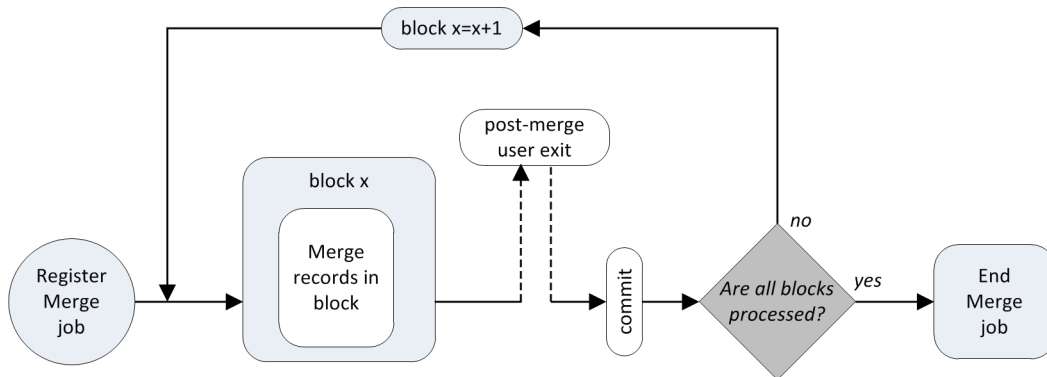 block x=x+1
post-merge
user exit
block x
Merge
records in
block
Register
Merge
job
commit
Are all blocks
processed?
no
yes
End
Merge
job